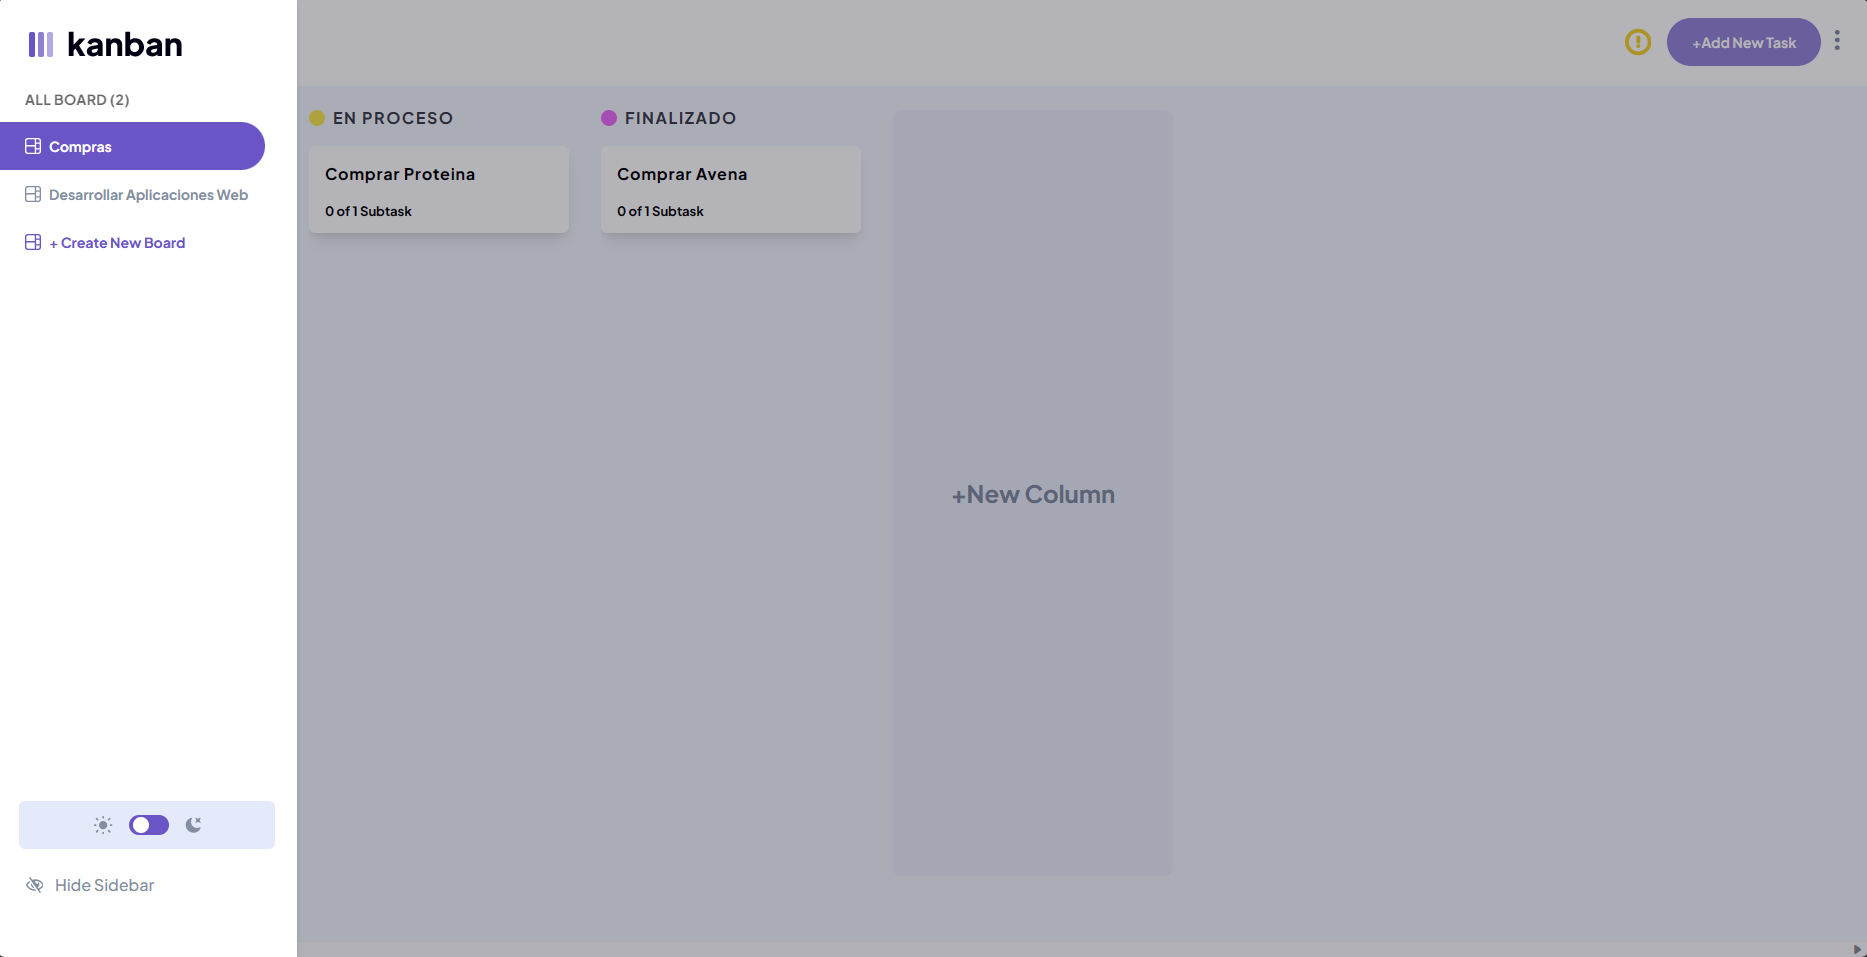 kanban
ALL BOARD (2)
Compras
Desarrollar Aplicaciones Web
+ Create New Board
Hide Sidebar
+Add New Task
EN PROCESO
Comprar Proteina
0 of 1 Subtask
FINALIZADO
Comprar Avena
0 of 1 Subtask
+New Column